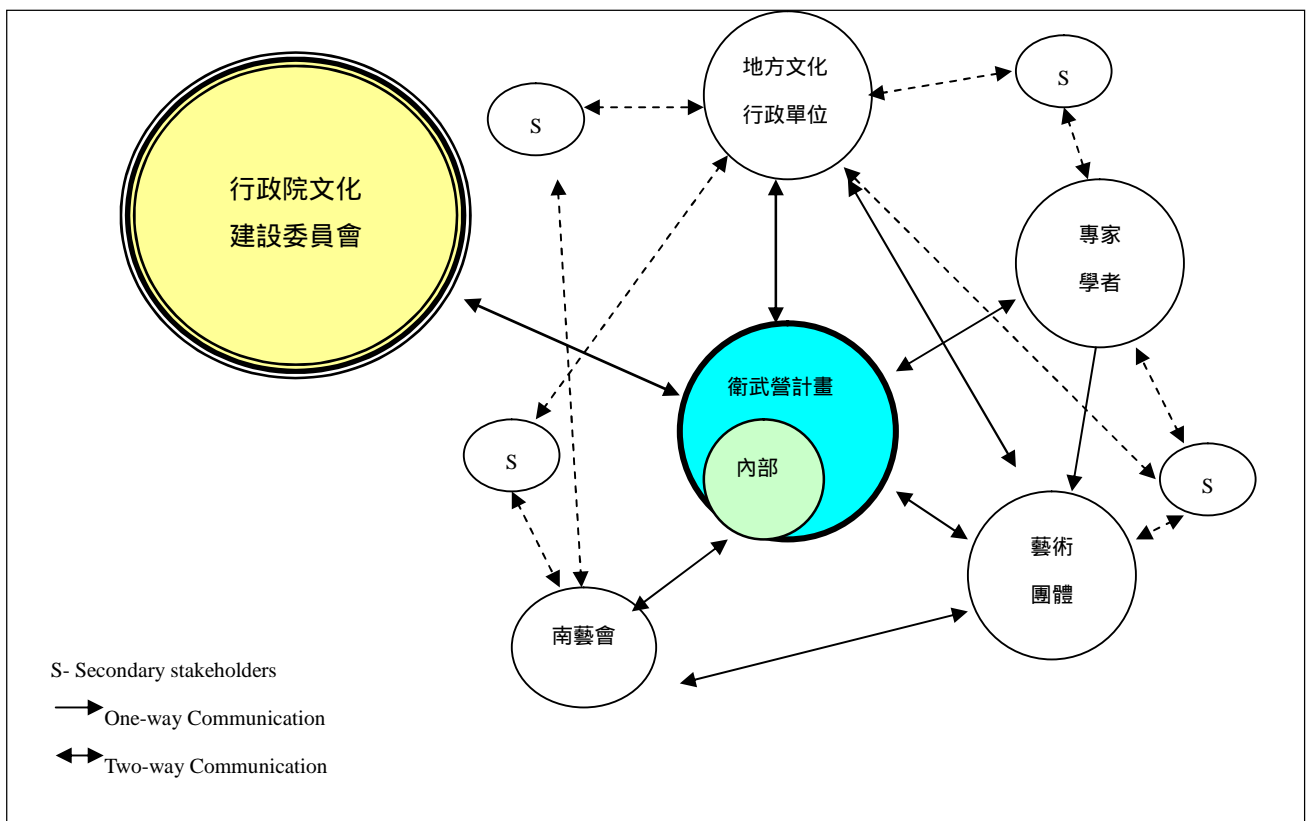 地方文化
行政單位
S
S
行政院文化
建設委員會
專家
學者
衛武營計畫
內部
S
S
藝術
團體
南藝會
S- Secondary stakeholders
One-way Communication
Two-way Communication